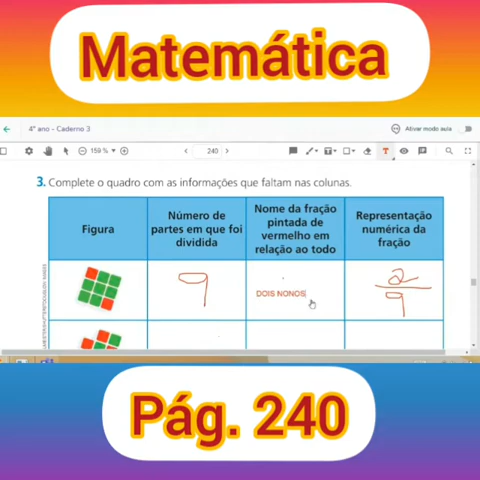 Matemática
4º ano - Caderno 3
Ativar modo aula
159 %
240
3. Complete o quadro com as informações que faltam nas colunas.
Figura
Número de
partes em que foi
dividida
Nome da fração
pintada de
vermelho em
relação ao todo
Representação
numérica da
fração
9
DOIS NONOS
2
9
Pág. 240